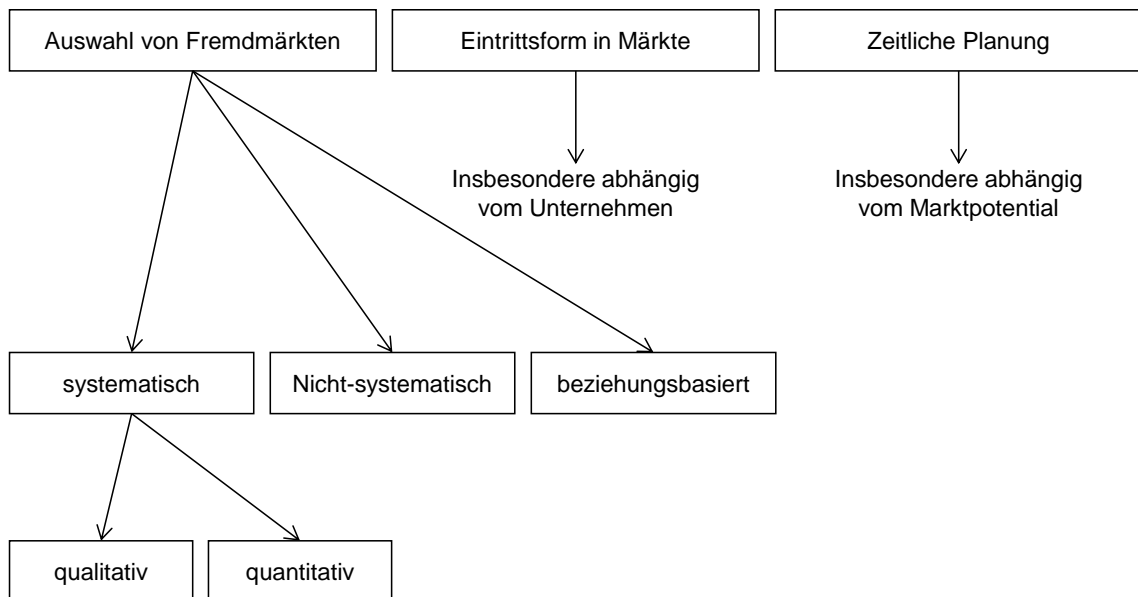 Auswahl von Fremdmärkten
Eintrittsform in Märkte
Zeitliche Planung
Insbesondere abhängig
vom Unternehmen
Insbesondere abhängig
vom Marktpotential
systematisch
Nicht-systematisch
beziehungsbasiert
qualitativ
quantitativ